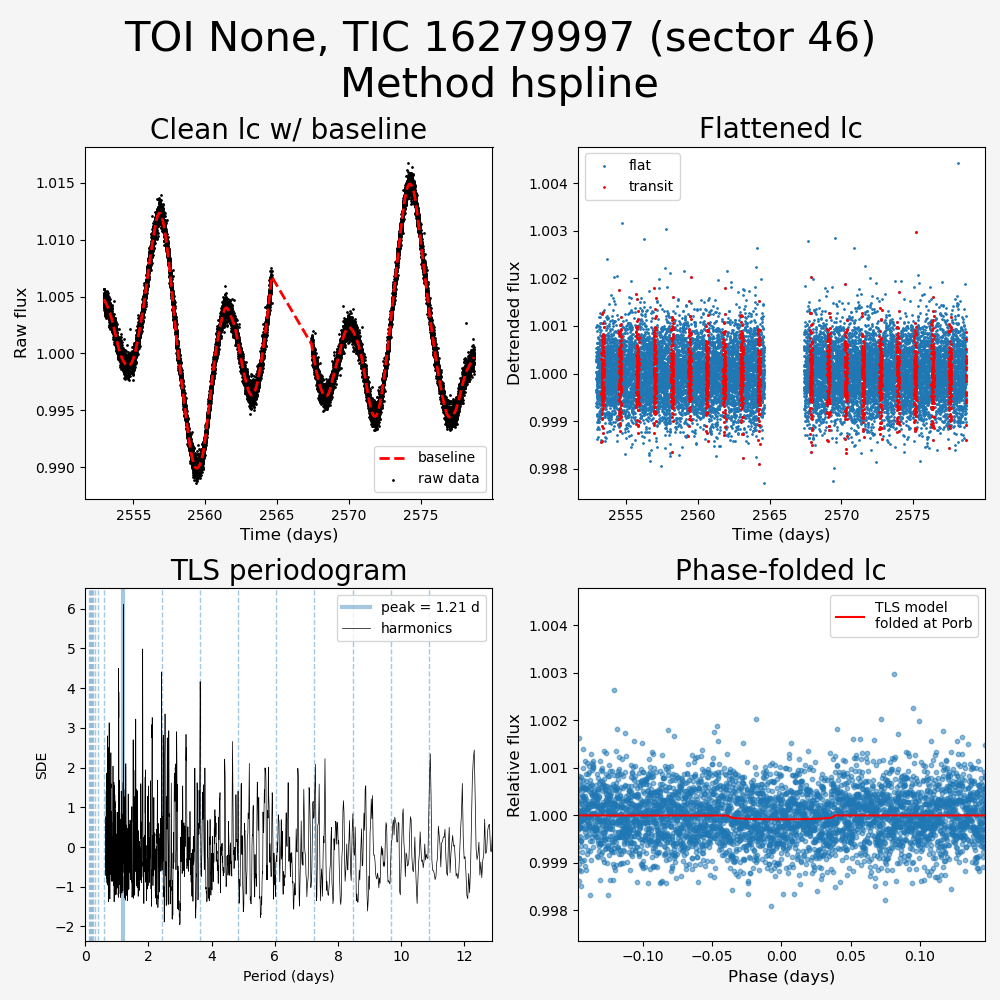 TOI None, TIC 16279997 (sector 46)
Method hspline
Clean lc w/ baseline
Raw flux
1.015
1.010
1.005
1.000
0.995
0.990
baseline
raw data
2555 2560 2565 2570 2575
Time (days)
Flattened lc
Detrended flux
1.004
1.003
1.002
1.001
1.000
0.999
0.998
flat
transit
2555 2560 2565 2570 2575
Time (days)
TLS periodogram
SDE
6
5
4
3
2
1
0
−1
−2
peak = 1.21 d
harmonics
0 2 4 6 8 10 12
Period (days)
Phase-folded lc
Relative flux
1.004
1.003
1.002
1.001
1.000
0.999
0.998
TLS model
folded at Porb
−0.10 −0.05 0.00 0.05 0.10
Phase (days)